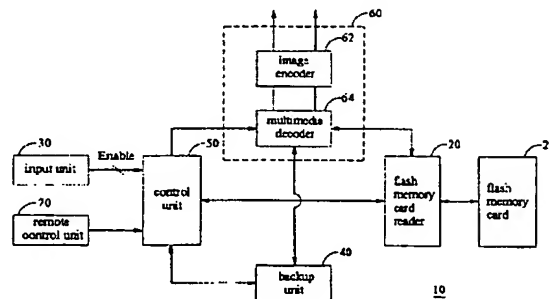 60
62
image
encoder
64
multimedia
decoder
30
Enable
50
20
2
input unit
control
unit
flash
memory
card
reader
flash
memory
card
70
remote
control unit
40
backup
unit
10